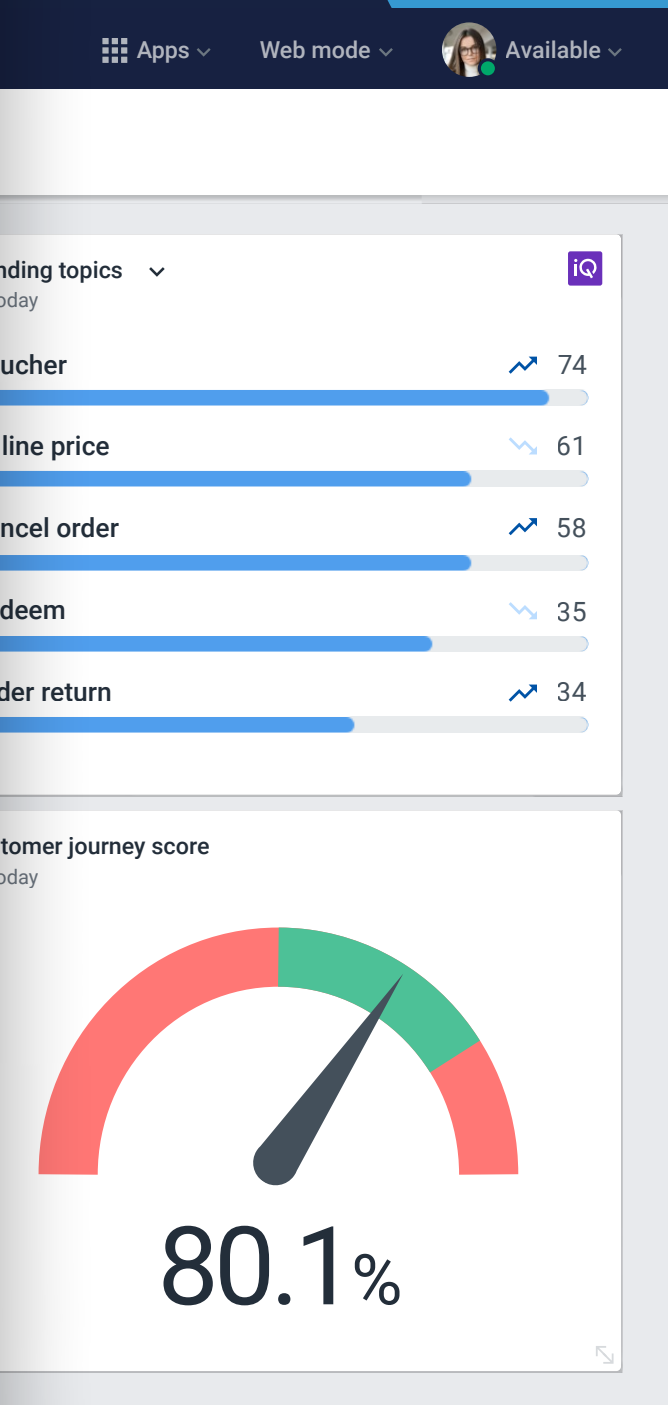 Apps Web mode Available
nding topics iQ
oday
ucher 74
line price 61
ncel order 58
deem 35
der return 34
tomer journey score
oday
80.1%